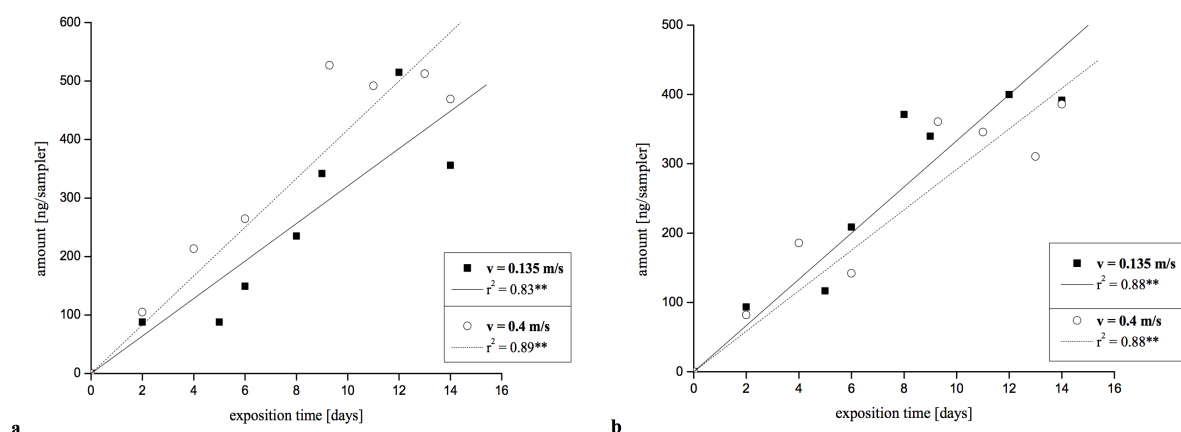 600
500
400
300
200
100
0
amount [ng/sampler]
0 2 4 6 8 10 12 14 16
exposition time [days]
v = 0.135 m/s
r² = 0.83**
v = 0.4 m/s
r² = 0.89**
a
500
400
300
200
100
0
amount [ng/sampler]
0 2 4 6 8 10 12 14 16
exposition time [days]
v = 0.135 m/s
r² = 0.88**
v = 0.4 m/s
r² = 0.88**
b